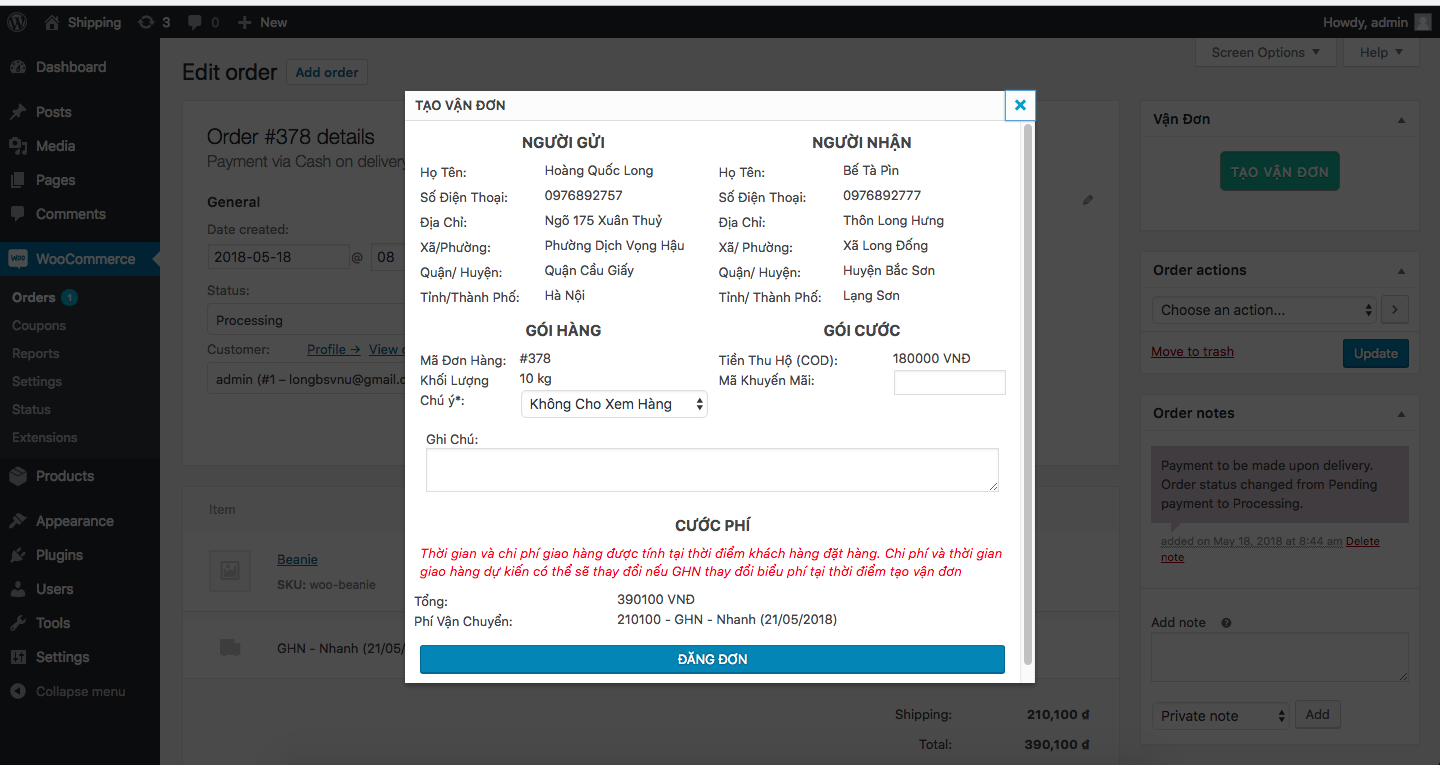 Shipping 3 0 New Howdy, admin
Dashboard
Posts
Media
Pages
Comments
WooCommerce
Orders 1
Coupons
Reports
Settings
Status
Extensions
Products
Appearance
Plugins
Users
Tools
Settings
Collapse menu
Screen Options Help
Edit order Add order
Order #378 details
Payment via Cash on delivery
General
Date created:
2018-05-18 @ 08
Status:
Processing
Customer: Profile → View
admin (#1 – longbsvnu@gmail.
Item
Beanie
SKU: woo-beanie
GHN - Nhanh (21/05/
Shipping: 210,100 ₫
Total: 390,100 ₫
TẠO VẬN ĐƠN
NGƯỜI GỬI
Họ Tên: Hoàng Quốc Long
Số Điện Thoại: 0976892757
Địa Chỉ: Ngõ 175 Xuân Thuỷ
Xã/Phường: Phường Dịch Vọng Hậu
Quận/ Huyện: Quận Cầu Giấy
Tỉnh/Thành Phố: Hà Nội
NGƯỜI NHẬN
Họ Tên: Bế Tà Pìn
Số Điện Thoại: 0976892777
Địa Chỉ: Thôn Long Hưng
Xã/ Phường: Xã Long Đống
Quận/ Huyện: Huyện Bắc Sơn
Tỉnh/ Thành Phố: Lạng Sơn
GÓI HÀNG
Mã Đơn Hàng: #378
Khối Lượng 10 kg
Chú ý*: Không Cho Xem Hàng
GÓI CƯỚC
Tiền Thu Hộ (COD): 180000 VNĐ
Mã Khuyến Mãi:
Ghi Chú:
CƯỚC PHÍ
Thời gian và chi phí giao hàng được tính tại thời điểm khách hàng đặt hàng. Chi phí và thời gian
giao hàng dự kiến có thể sẽ thay đổi nếu GHN thay đổi biểu phí tại thời điểm tạo vận đơn
Tổng: 390100 VNĐ
Phí Vận Chuyển: 210100 - GHN - Nhanh (21/05/2018)
ĐĂNG ĐƠN
Vận Đơn
TẠO VẬN ĐƠN
Order actions
Choose an action...
Move to trash Update
Order notes
Payment to be made upon delivery.
Order status changed from Pending
payment to Processing.
added on May 18, 2018 at 8:44 am Delete
note
Add note
Private note Add